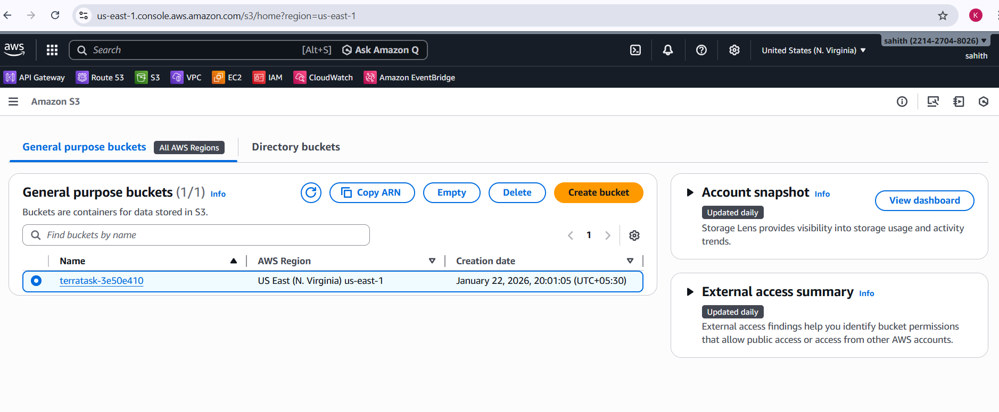 us-east-1.console.aws.amazon.com/s3/home?region=us-east-1
K
aws
Search
[Alt+S]
Ask Amazon Q
United States (N. Virginia)
sahith (2214-2704-8026)
sahith
API Gateway
Route 53
S3
VPC
EC2
IAM
CloudWatch
Amazon EventBridge
Amazon S3
General purpose buckets
All AWS Regions
Directory buckets
General purpose buckets (1/1) Info
Copy ARN
Empty
Delete
Create bucket
Buckets are containers for data stored in S3.
Find buckets by name
1
Name
AWS Region
Creation date
terratask-3e50e410
US East (N. Virginia) us-east-1
January 22, 2026, 20:01:05 (UTC+05:30)
Account snapshot Info
View dashboard
Updated daily
Storage Lens provides visibility into storage usage and activity
trends.
External access summary Info
Updated daily
External access findings help you identify bucket permissions
that allow public access or access from other AWS accounts.